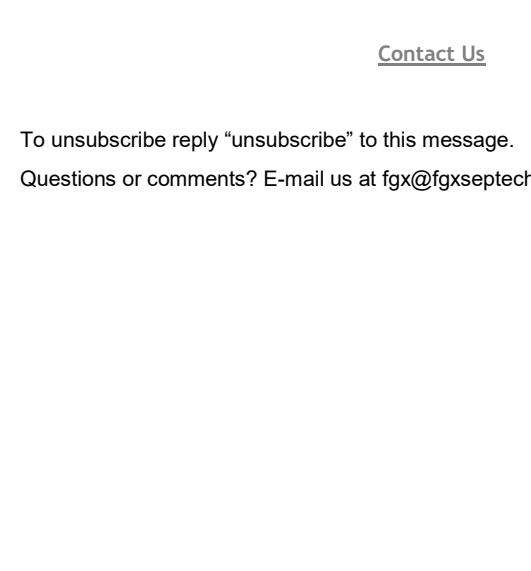 Contact Us
To unsubscribe reply “unsubscribe” to this message.
Questions or comments? E-mail us at fgx@fgxseptech